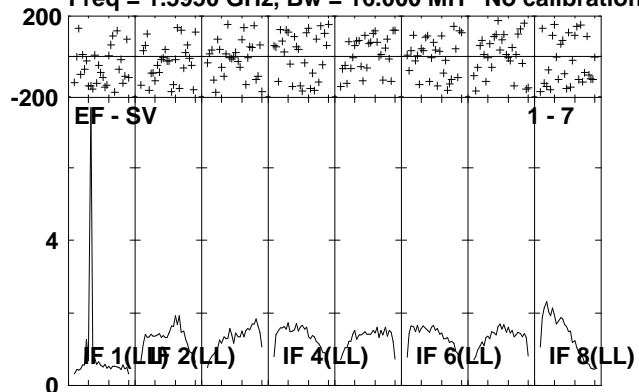 Freq = 1.5950 GHz, Bw = 16.000 MH No calibration
200
-200
EF - SV 1 - 7
4
IF 1(LL) IF 2(LL) IF 4(LL) IF 6(LL) IF 8(LL)
0